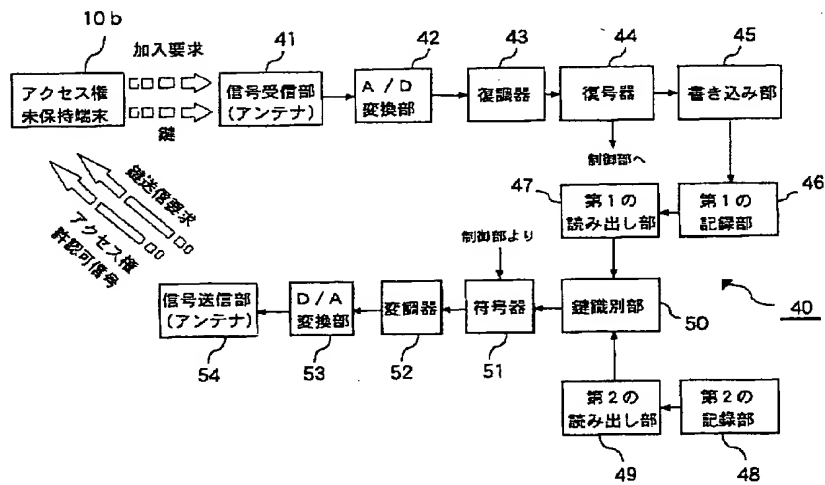 10b
加入要求
41
42
43
44
45
アクセス権
未保持端末
信号受信部
(アンテナ)
A/D
変換部
復調器
復号器
書き込み部
鍵
制御部へ
47
46
鍵送信要求
アクセス権
許認可信号
第1の
読み出し部
第1の
記録部
制御部より
信号送信部
(アンテナ)
D/A
変換部
変調器
符号器
鍵識別部
50
40
54
53
52
51
第2の
読み出し部
第2の
記録部
49
48